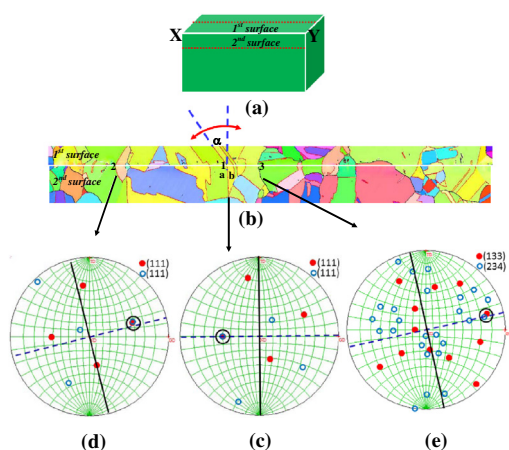 X 1st surface Y
2nd surface
(a)
α
1st surface 2 1 3
2nd surface a b
(b)
(111) (111) (133)
(111) (111) (234)
(d) (c) (e)